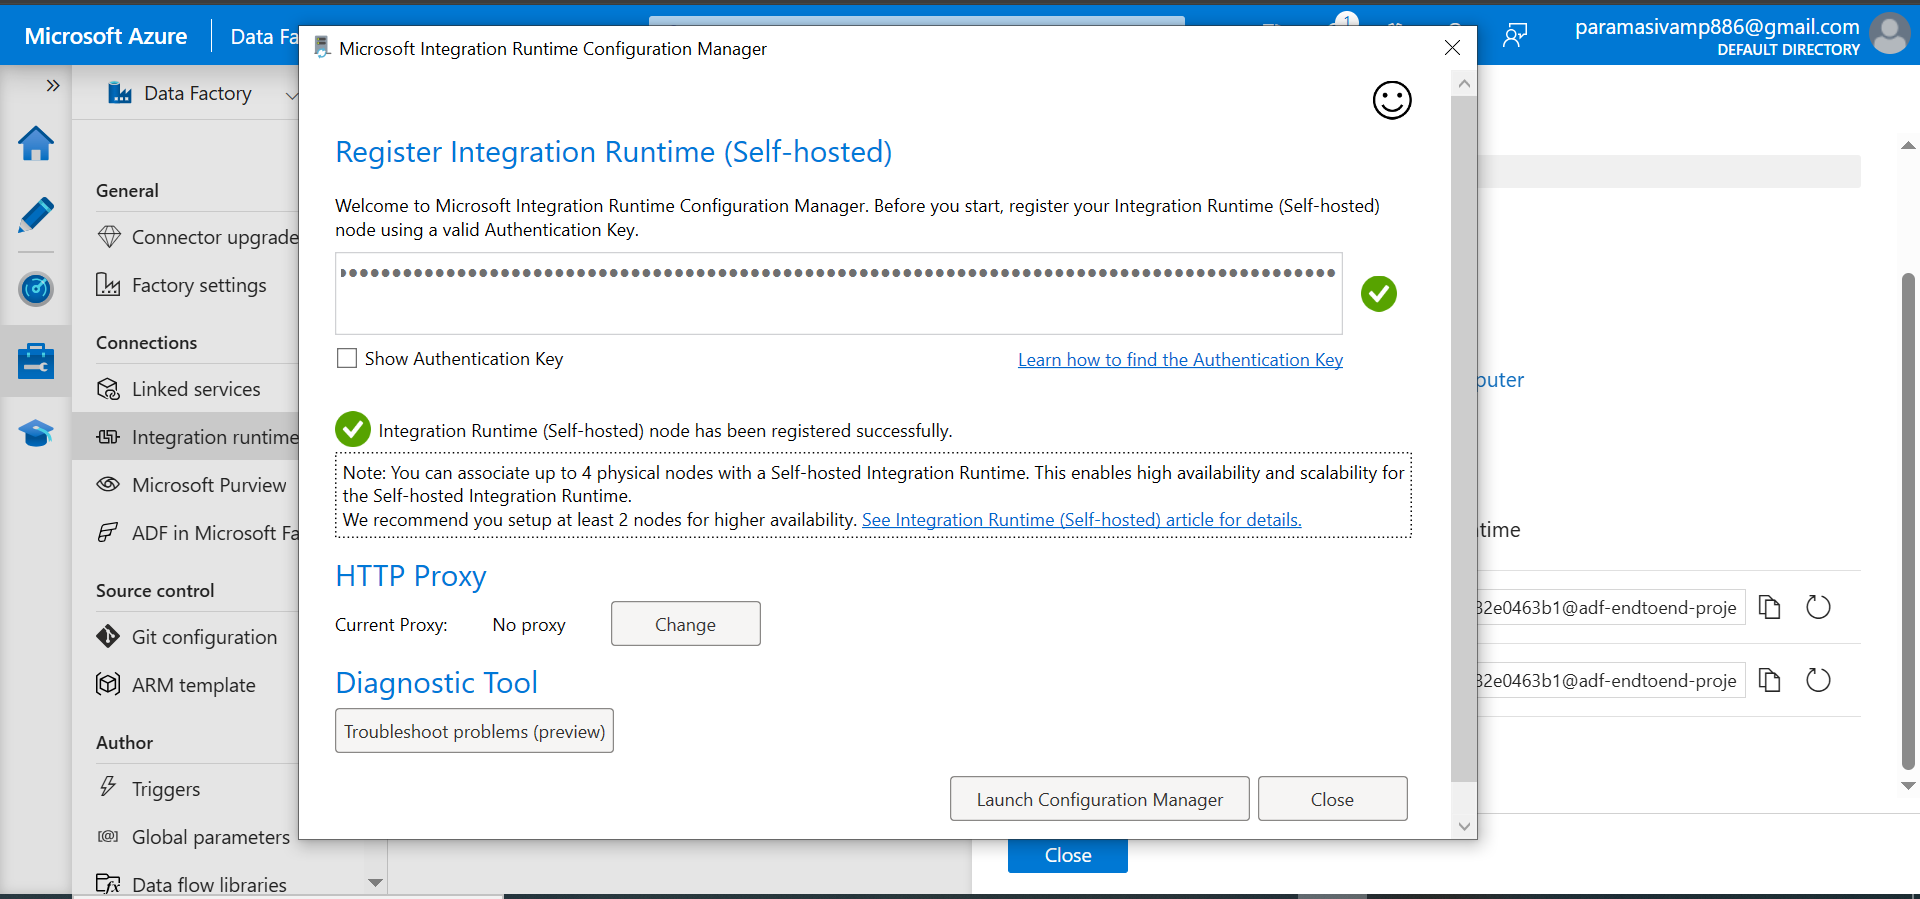 Microsoft Azure
Data Fa
1
paramasivamp886@gmail.com
DEFAULT DIRECTORY
Data Factory
General
Connector upgrade
Factory settings
Connections
Linked services
Integration runtime
Microsoft Purview
ADF in Microsoft Fa
Source control
Git configuration
ARM template
Author
Triggers
Global parameters
Data flow libraries
Microsoft Integration Runtime Configuration Manager
Register Integration Runtime (Self-hosted)
Welcome to Microsoft Integration Runtime Configuration Manager. Before you start, register your Integration Runtime (Self-hosted)
node using a valid Authentication Key.
Show Authentication Key
Learn how to find the Authentication Key
Integration Runtime (Self-hosted) node has been registered successfully.
Note: You can associate up to 4 physical nodes with a Self-hosted Integration Runtime. This enables high availability and scalability for
the Self-hosted Integration Runtime.
We recommend you setup at least 2 nodes for higher availability. See Integration Runtime (Self-hosted) article for details.
HTTP Proxy
Current Proxy: No proxy Change
Diagnostic Tool
Troubleshoot problems (preview)
Launch Configuration Manager Close
puter
time
32e0463b1@adf-endtoend-proje
32e0463b1@adf-endtoend-proje
Close